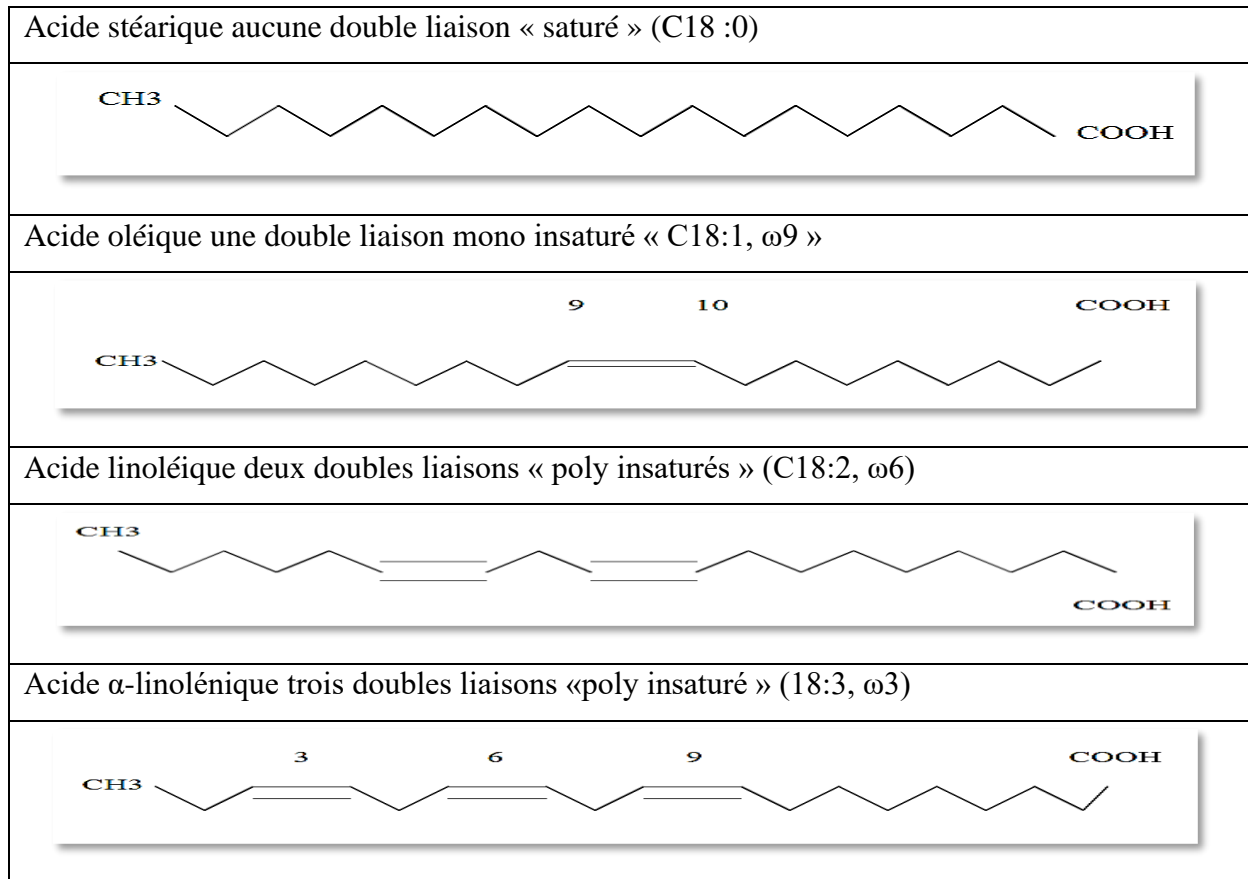 Acide stéarique aucune double liaison « saturé » (C18 :0)
CH3
COOH
Acide oléique une double liaison mono insaturé « C18:1, ω9 »
9 10 COOH
CH3
Acide linoléique deux doubles liaisons « poly insaturés » (C18:2, ω6)
CH3
COOH
Acide α-linolénique trois doubles liaisons «poly insaturé » (18:3, ω3)
3 6 9 COOH
CH3